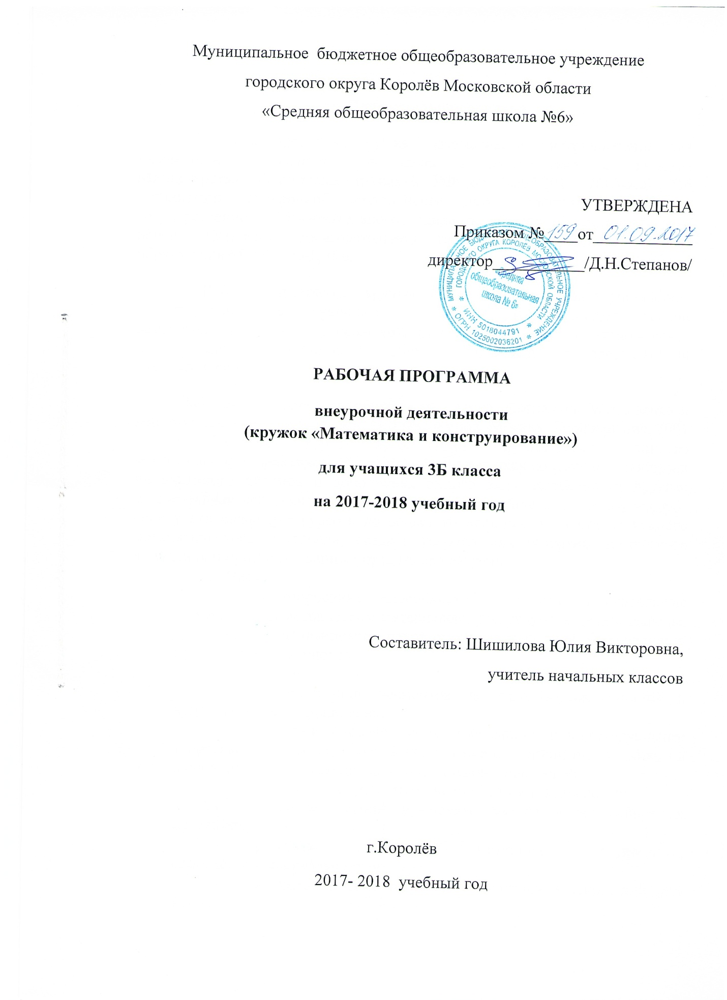 Муниципальное бюджетное общеобразовательное учреждение
городского округа Королёв Московской области
«Средняя общеобразовательная школа №6»
УТВЕРЖДЕНА
Приказом №159 от 01.09.2017
директор____________/Д.Н.Степанов/
* МУНИЦИПАЛЬНОЕ БЮДЖЕТНОЕ ОБЩЕОБРАЗОВАТЕЛЬНОЕ УЧРЕЖДЕНИЕ *
ГОРОДСКОГО ОКРУГА КОРОЛЁВ МОСКОВСКОЙ ОБЛАСТИ
«Средняя
общеобразовательная
школа № 6»
* ИНН 5018044791 *
ОГРН 1025002036201
РАБОЧАЯ ПРОГРАММА
внеурочной деятельности
(кружок «Математика и конструирование»)
для учащихся 3Б класса
на 2017-2018 учебный год
Составитель: Шишилова Юлия Викторовна,
учитель начальных классов
г.Королёв
2017- 2018 учебный год